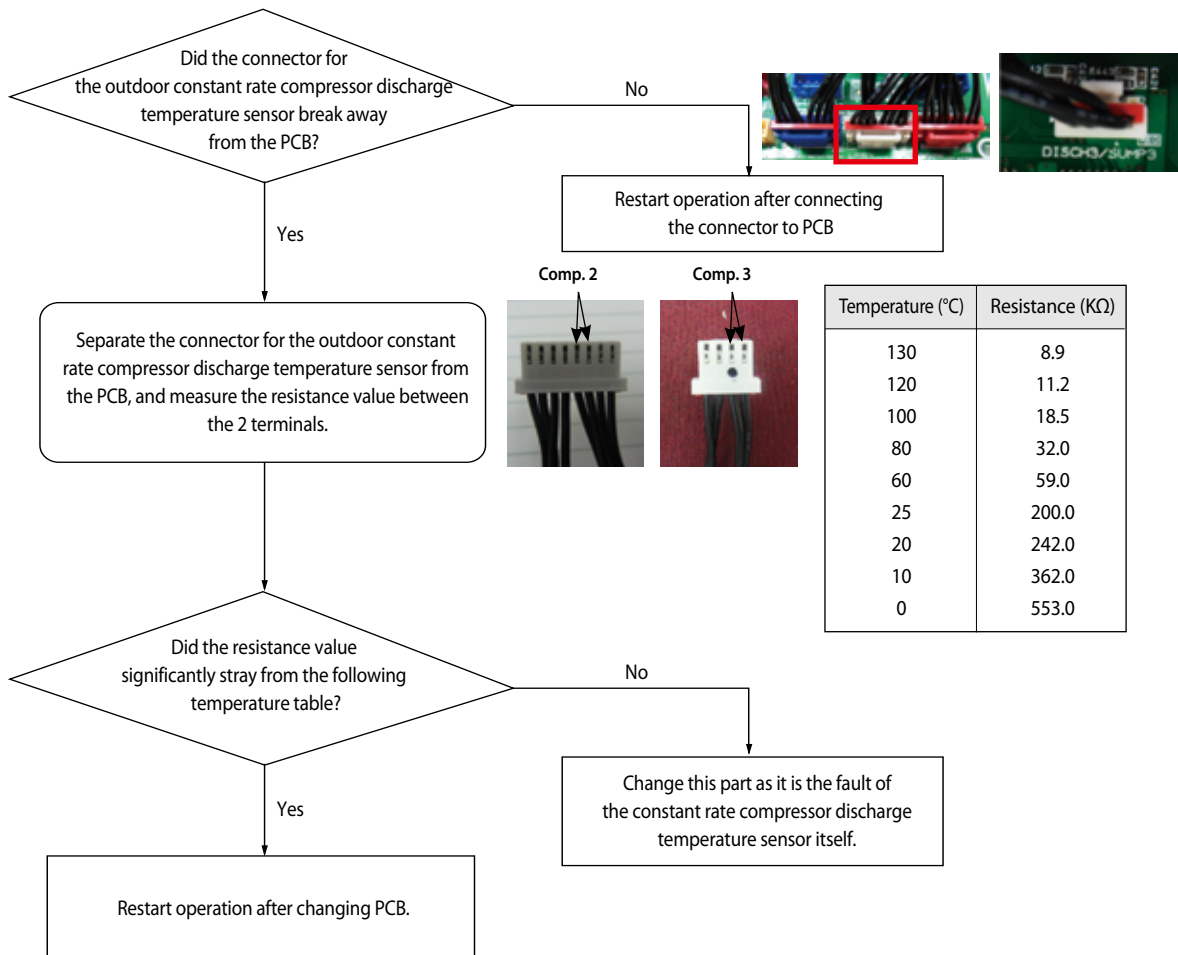 Did the connector for
the outdoor constant rate compressor discharge
temperature sensor break away
from the PCB?
No
DISCH3/SUMP3
Restart operation after connecting
the connector to PCB
Yes
Comp. 2
Comp. 3
Separate the connector for the outdoor constant
rate compressor discharge temperature sensor from
the PCB, and measure the resistance value between
the 2 terminals.
Temperature (°C) Resistance (KΩ)
130 8.9
120 11.2
100 18.5
80 32.0
60 59.0
25 200.0
20 242.0
10 362.0
0 553.0
Did the resistance value
significantly stray from the following
temperature table?
No
Change this part as it is the fault of
the constant rate compressor discharge
temperature sensor itself.
Yes
Restart operation after changing PCB.